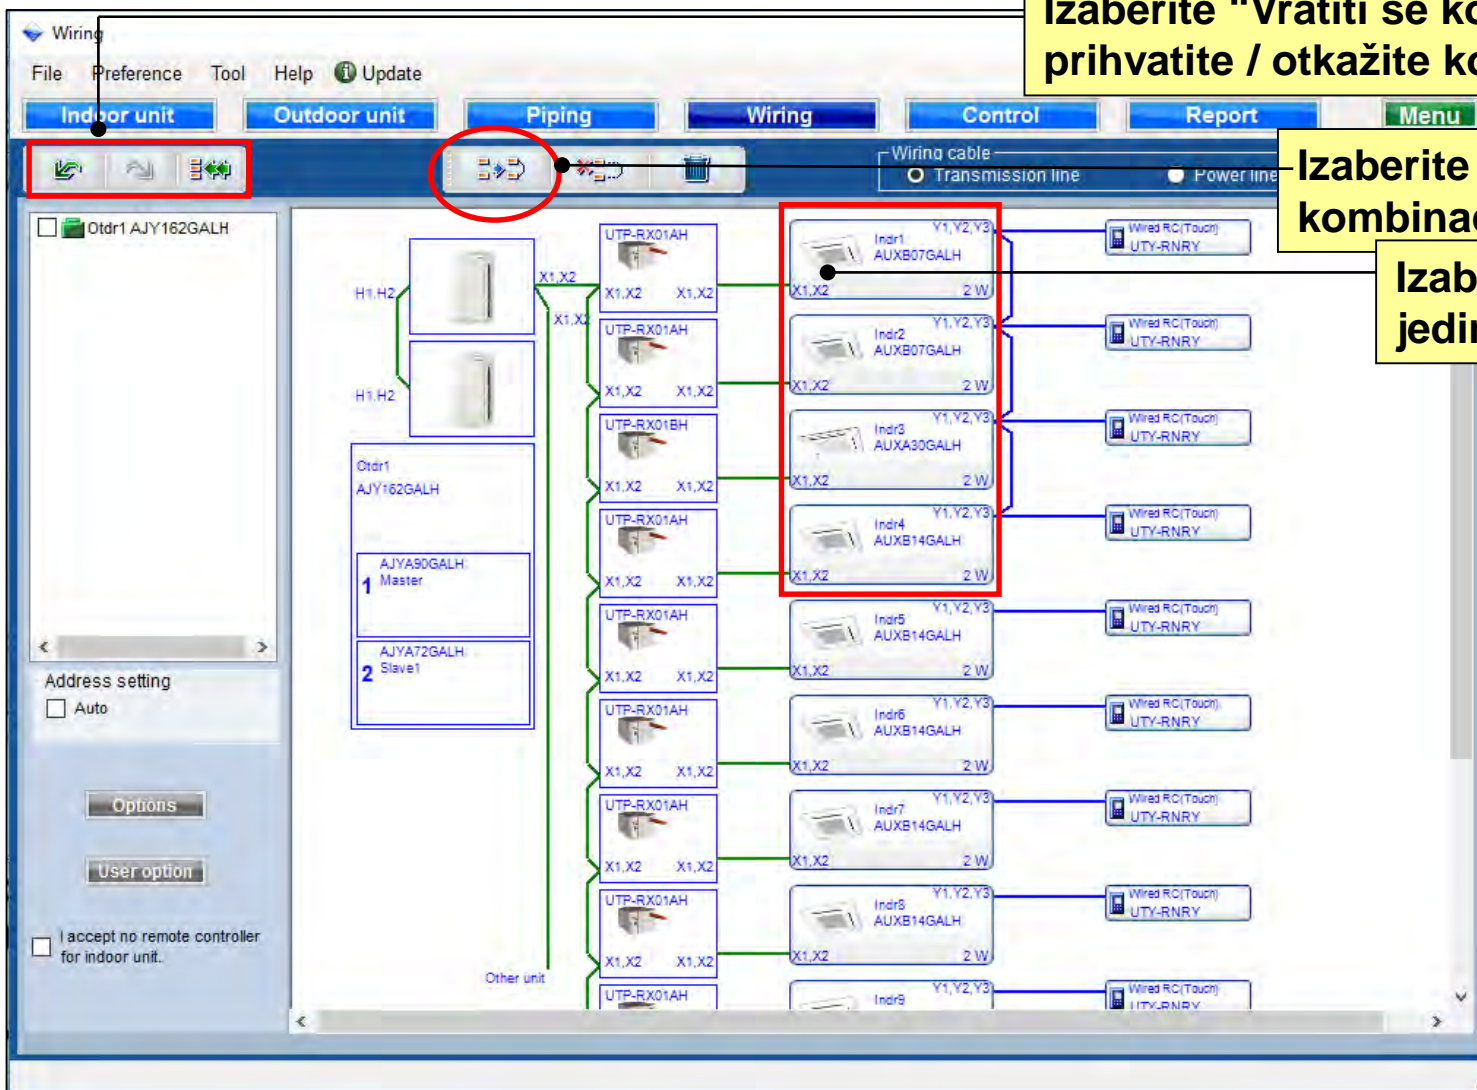 Izaberite "Vratiti se
prihvatite / otkažite
Wiring
File Preference Tool Help Update
Indoor unit Outdoor unit Piping Wiring Control Report Menu
Wiring cable
Transmission line Power line
Izaberite
Izab
jedin
Otdr1 AJY162GALH
Address setting
Auto
Options
User option
I accept no remote controller
for indoor unit.
H1.H2
X1,X2
X1,X2
H1.H2
Otdr1
AJY162GALH
AJYA90GALH
1 Master
AJYA72GALH
2 Slave1
Other unit
UTP-RX01AH
X1,X2 X1,X2
Indr1 Y1,Y2,Y3
AUXB07GALH
X1,X2 2 W
Wired RC(Touch)
UTY-RNRY
UTP-RX01AH
X1,X2 X1,X2
Indr2 Y1,Y2,Y3
AUXB07GALH
X1,X2 2 W
Wired RC(Touch)
UTY-RNRY
UTP-RX01BH
X1,X2 X1,X2
Indr3 Y1,Y2,Y3
AUXA30GALH
X1,X2 2 W
Wired RC(Touch)
UTY-RNRY
UTP-RX01AH
X1,X2 X1,X2
Indr4 Y1,Y2,Y3
AUXB14GALH
X1,X2 2 W
Wired RC(Touch)
UTY-RNRY
UTP-RX01AH
X1,X2 X1,X2
Indr5 Y1,Y2,Y3
AUXB14GALH
X1,X2 2 W
Wired RC(Touch)
UTY-RNRY
UTP-RX01AH
X1,X2 X1,X2
Indr6 Y1,Y2,Y3
AUXB14GALH
X1,X2 2 W
Wired RC(Touch)
UTY-RNRY
UTP-RX01AH
X1,X2 X1,X2
Indr7 Y1,Y2,Y3
AUXB14GALH
X1,X2 2 W
Wired RC(Touch)
UTY-RNRY
UTP-RX01AH
X1,X2 X1,X2
Indr8 Y1,Y2,Y3
AUXB14GALH
X1,X2 2 W
Wired RC(Touch)
UTY-RNRY
UTP-RX01AH
Indr9 Y1,Y2,Y3
Wired RC(Touch)
UTY-RNRY